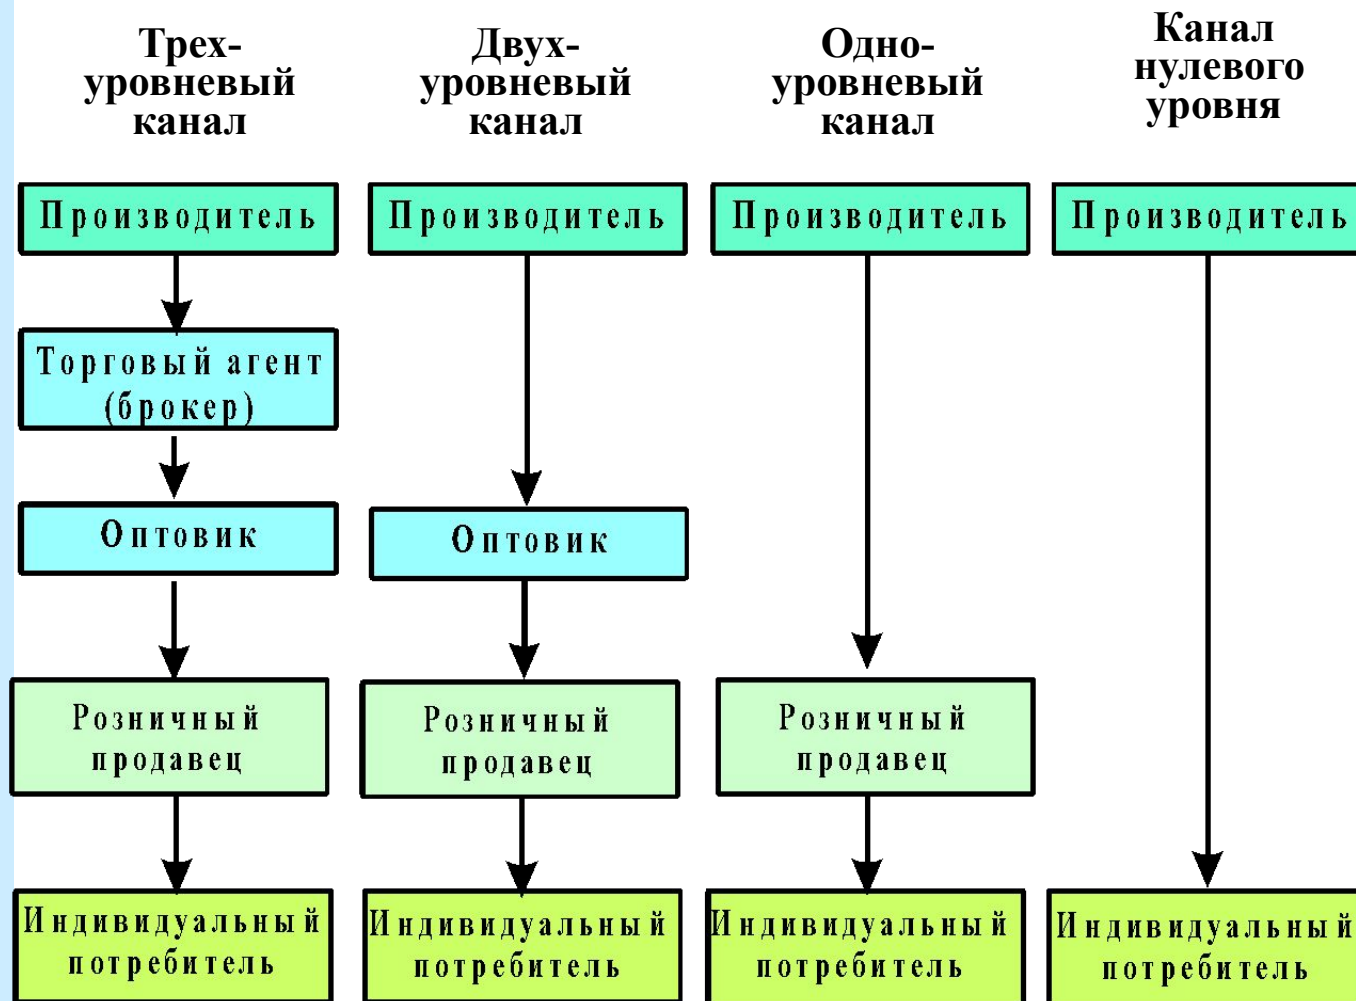 Трех-
уровневый
канал
Двух-
уровневый
канал
Одно-
уровневый
канал
Канал
нулевого
уровня
Производитель
Производитель
Производитель
Производитель
Торговый агент
(брокер)
Оптовик
Оптовик
Розничный
продавец
Розничный
продавец
Розничный
продавец
Индивидуальный
потребитель
Индивидуальный
потребитель
Индивидуальный
потребитель
Индивидуальный
потребитель